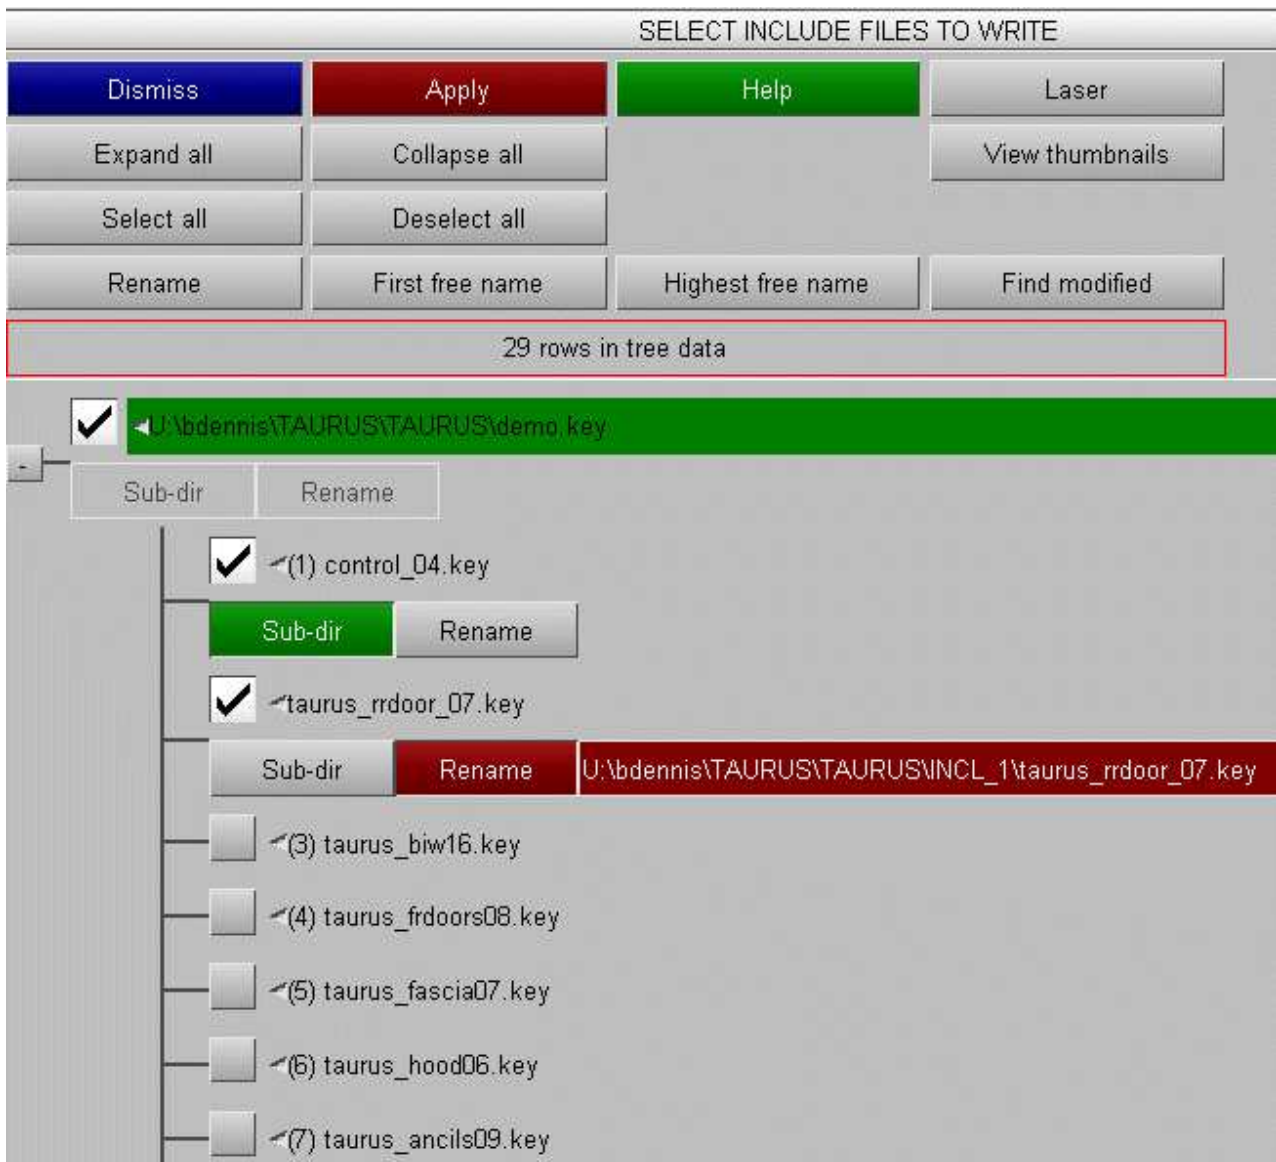 SELECT INCLUDE FILES TO WRITE
Dismiss Apply Help Laser
Expand all Collapse all View thumbnails
Select all Deselect all
Rename First free name Highest free name Find modified
29 rows in tree data
U:\bdennis\TAURUS\TAURUS\demo.key
-
Sub-dir Rename
(1) control_04.key
Sub-dir Rename
taurus_rrdoor_07.key
Sub-dir Rename U:\bdennis\TAURUS\TAURUS\INCL_1\taurus_rrdoor_07.key
(3) taurus_biw16.key
(4) taurus_frdoors08.key
(5) taurus_fascia07.key
(6) taurus_hood06.key
(7) taurus_ancils09.key